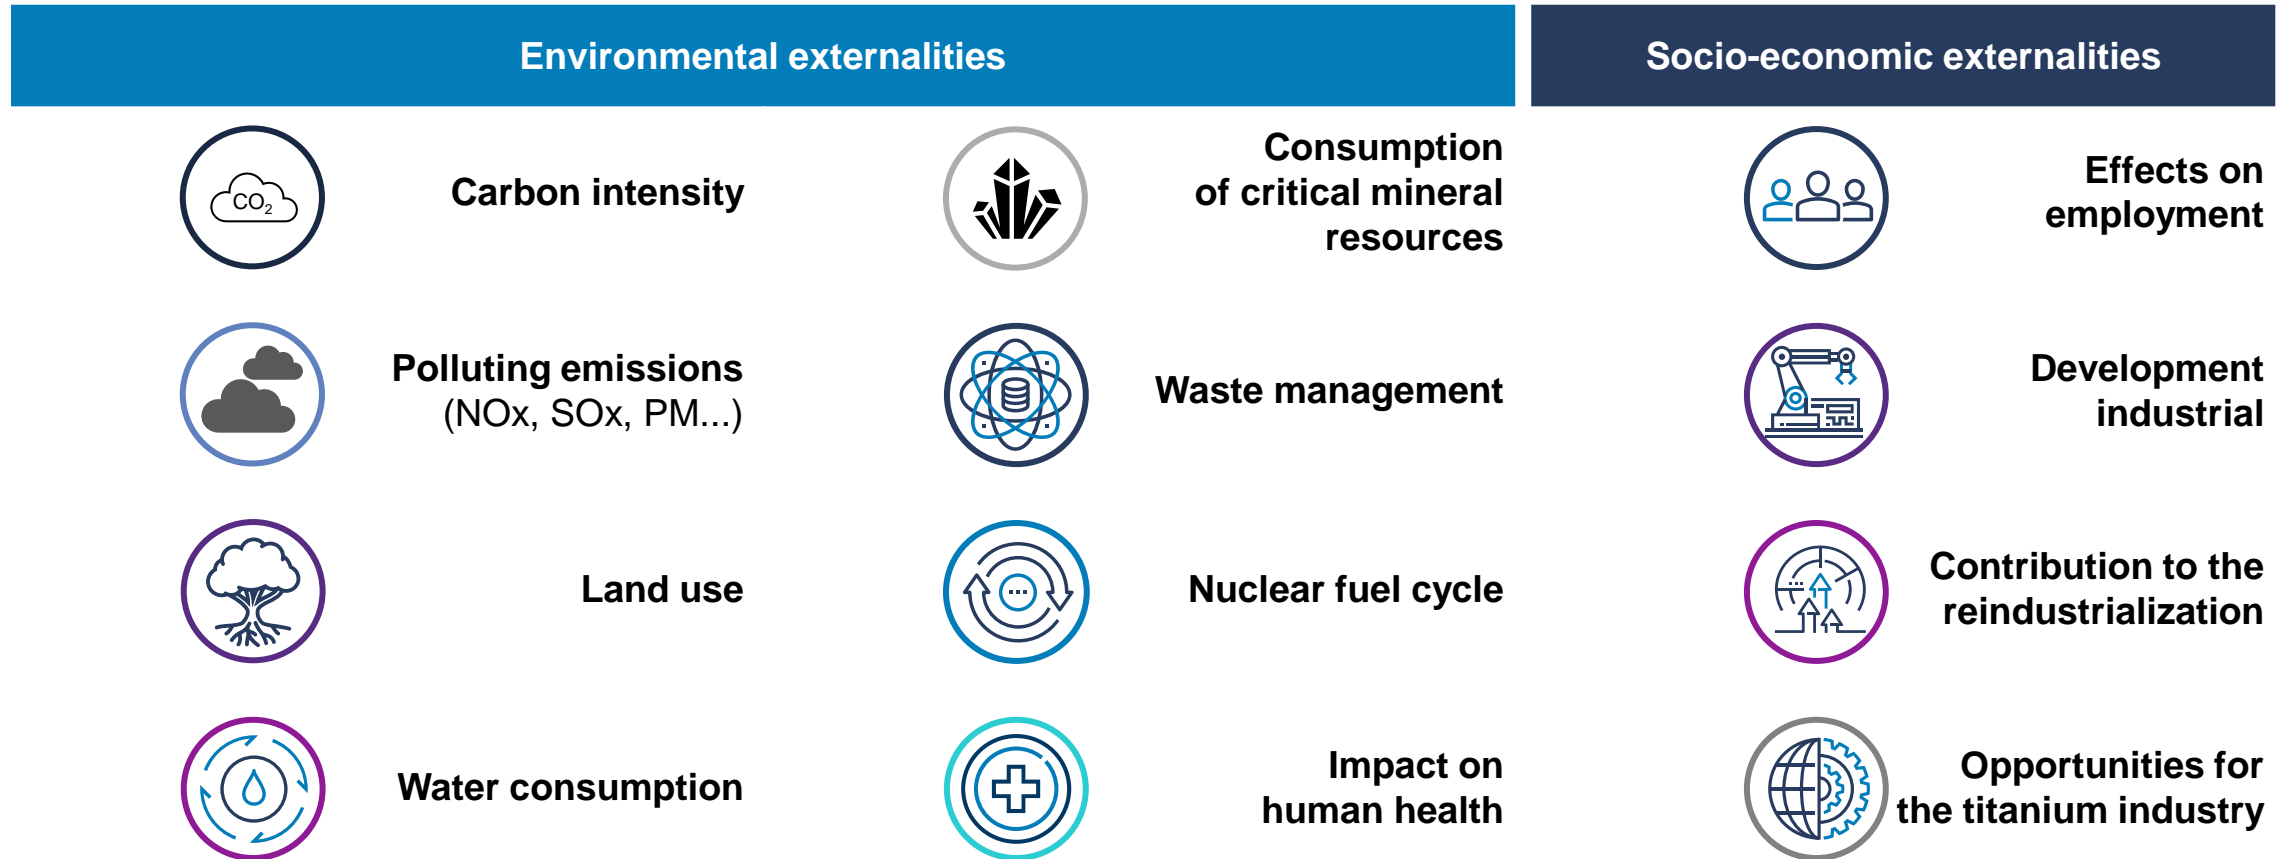 Environmental externalities
Socio-economic externalities
CO₂
Carbon intensity
Consumption
of critical mineral
resources
Effects on
employment
Polluting emissions
(NOx, SOx, PM...)
Waste management
Development
industrial
Land use
Nuclear fuel cycle
Contribution to the
reindustrialization
Water consumption
Impact on
human health
Opportunities for
the titanium industry